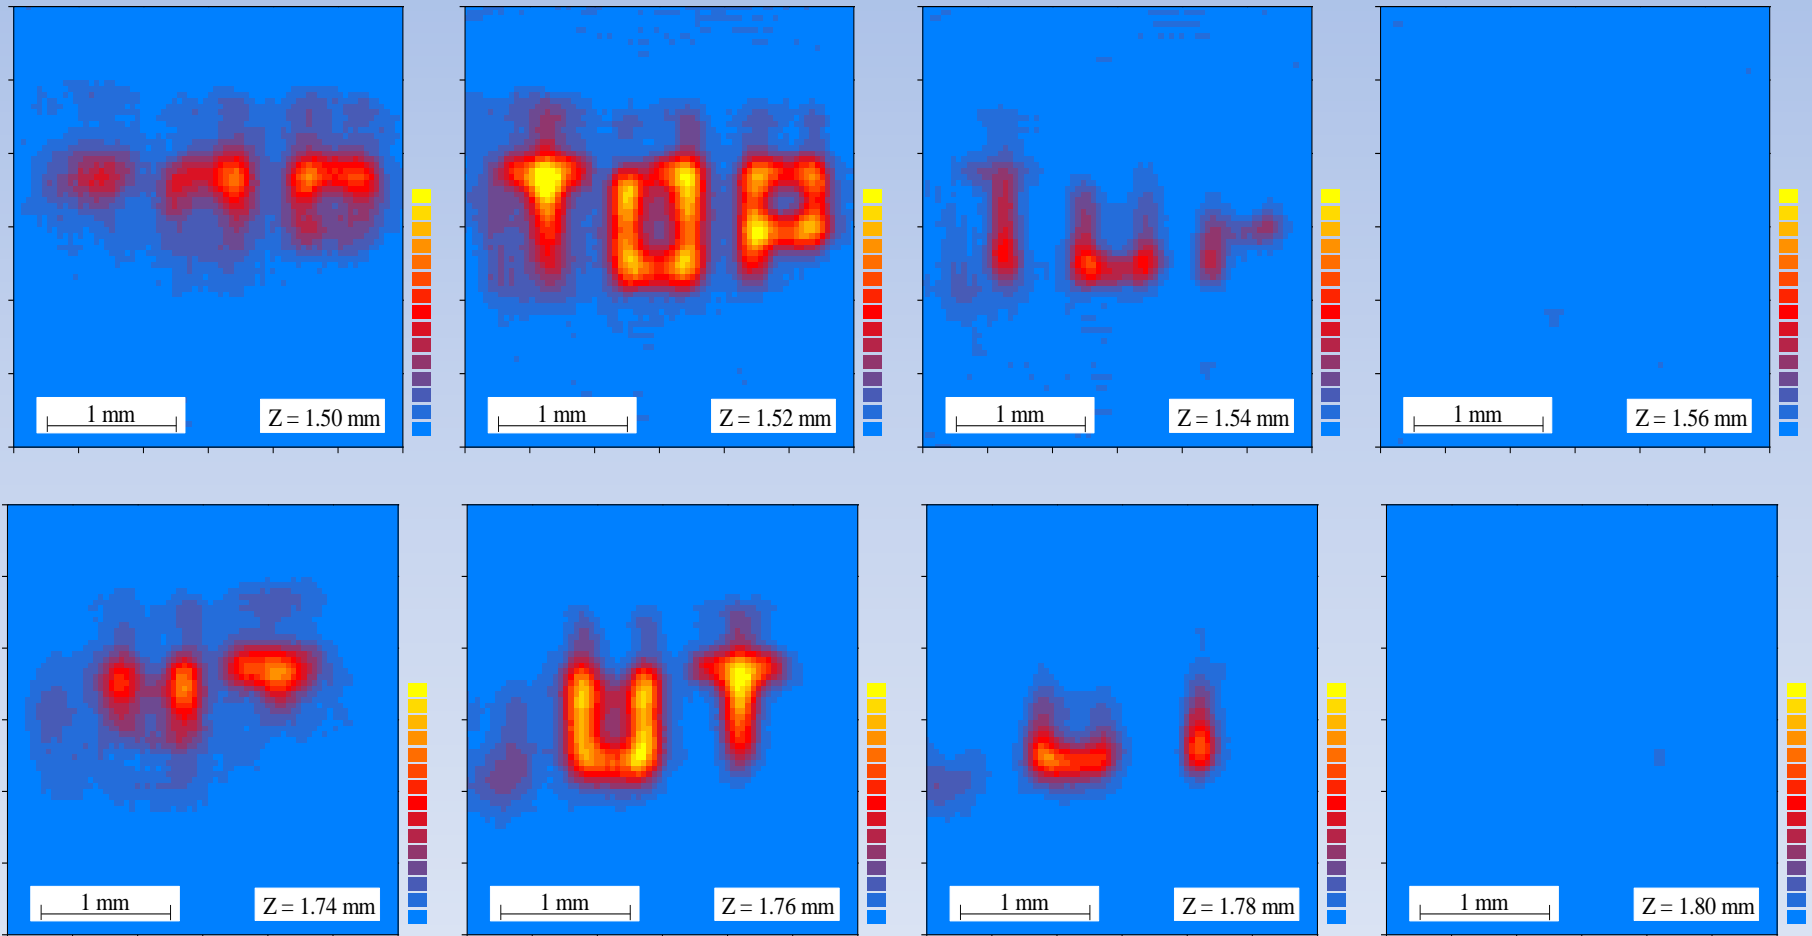 TOP
1 mm Z = 1.50 mm 1 mm Z = 1.52 mm 1 mm Z = 1.54 mm 1 mm Z = 1.56 mm
UT
1 mm Z = 1.74 mm 1 mm Z = 1.76 mm 1 mm Z = 1.78 mm 1 mm Z = 1.80 mm